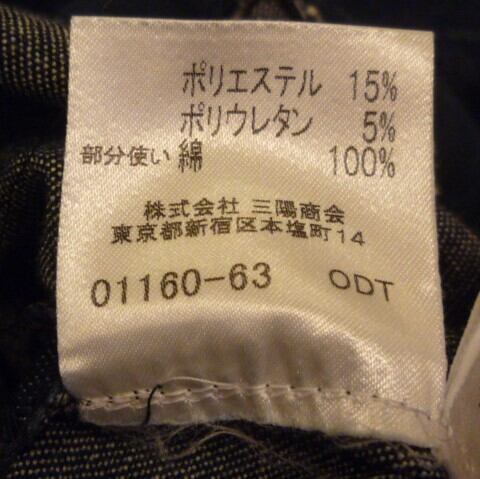 ポリエステル 15%
ポリウレタン 5%
部分使い 綿 100%
株式会社 三陽商会
東京都新宿区本塩町14
01160-63 ODT